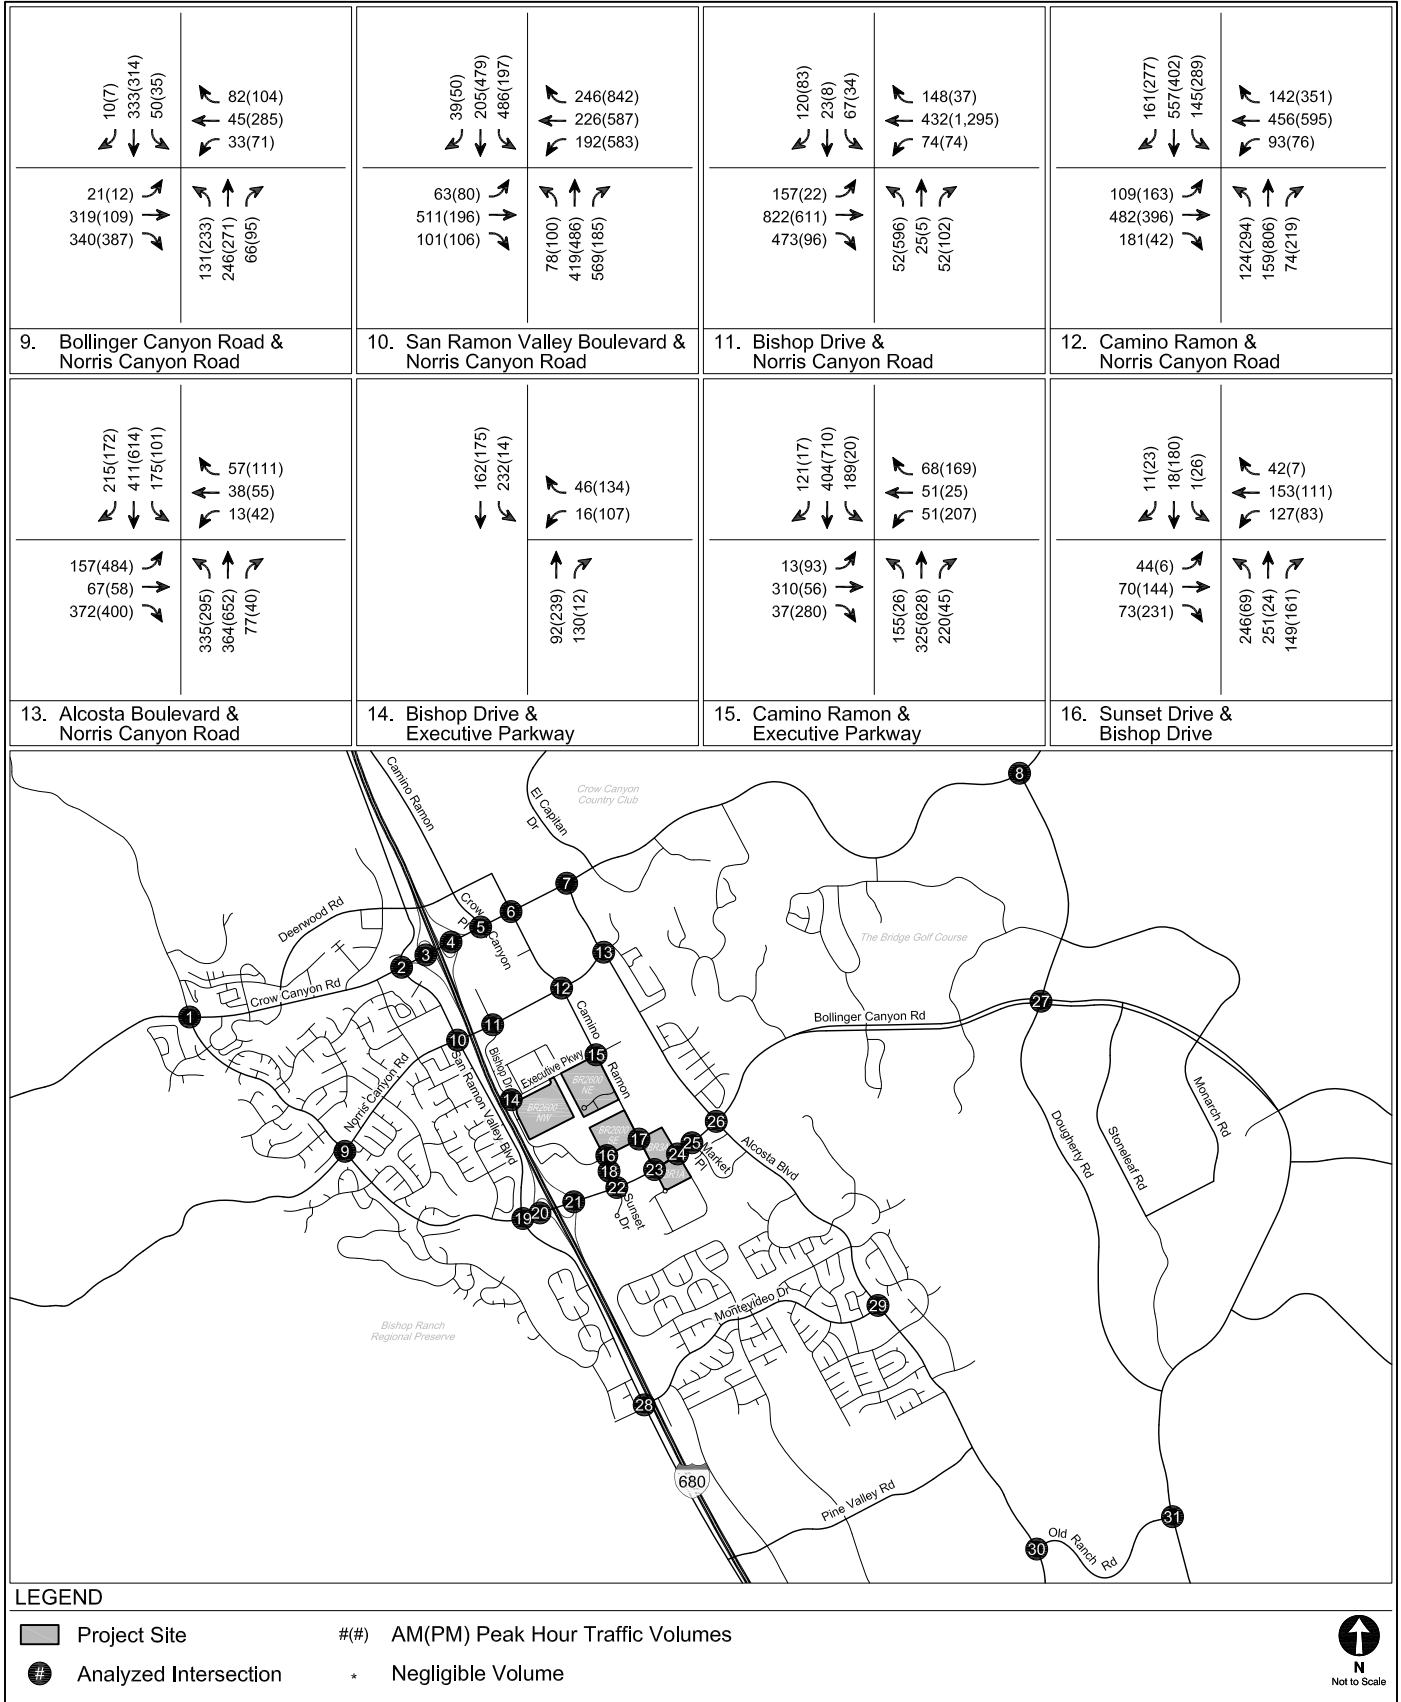 10(7)
333(314)
50(35)
82(104)
45(285)
33(71)
21(12)
319(109)
340(387)
131(233)
246(271)
66(95)
9. Bollinger Canyon Road &
Norris Canyon Road
39(50)
205(479)
486(197)
246(842)
226(587)
192(583)
63(80)
511(196)
101(106)
78(100)
419(486)
569(185)
10. San Ramon Valley Boulevard &
Norris Canyon Road
120(83)
23(8)
67(34)
148(37)
432(1,295)
74(74)
157(22)
822(611)
473(96)
52(596)
25(5)
52(102)
11. Bishop Drive &
Norris Canyon Road
161(277)
557(402)
145(289)
142(351)
456(595)
93(76)
109(163)
482(396)
181(42)
124(294)
159(806)
74(219)
12. Camino Ramon &
Norris Canyon Road
215(172)
411(614)
175(101)
57(111)
38(55)
13(42)
157(484)
67(58)
372(400)
335(295)
364(652)
77(40)
13. Alcosta Boulevard &
Norris Canyon Road
162(175)
232(14)
46(134)
16(107)
92(239)
130(12)
14. Bishop Drive &
Executive Parkway
121(17)
404(710)
189(20)
68(169)
51(25)
51(207)
13(93)
310(56)
37(280)
155(26)
325(828)
220(45)
15. Camino Ramon &
Executive Parkway
11(23)
18(180)
1(26)
42(7)
153(111)
127(83)
44(6)
70(144)
73(231)
246(69)
251(24)
149(161)
16. Sunset Drive &
Bishop Drive
Camino Ramon
El Capitan
Dr
Crow Canyon
Country Club
8
7
6
5
4
3
2
1
Deerwood Rd
Crow Canyon Rd
Crow
Canyon
Pl
13
12
11
10
The Bridge Golf Course
27
Bollinger Canyon Rd
Camino
Ramon
15
Executive Pkwy
Bishop Dr
14
BR2600
NE
BR2600
NW
BR2600
SE
Norris Canyon Rd
San Ramon Valley Blvd
9
17
16
18
22
23
24
25
26
BR1A
Market
Pl
Alcosta Blvd
Sunset
Dr
19
20
21
Monarch Rd
Stoneleaf Rd
Dougherty Rd
Bishop Ranch
Regional Preserve
Montevideo Dr
29
28
680
Pine Valley Rd
30
Old
Ranch
Rd
31
LEGEND
Project Site
#(#) AM(PM) Peak Hour Traffic Volumes
# Analyzed Intersection
* Negligible Volume
N
Not to Scale